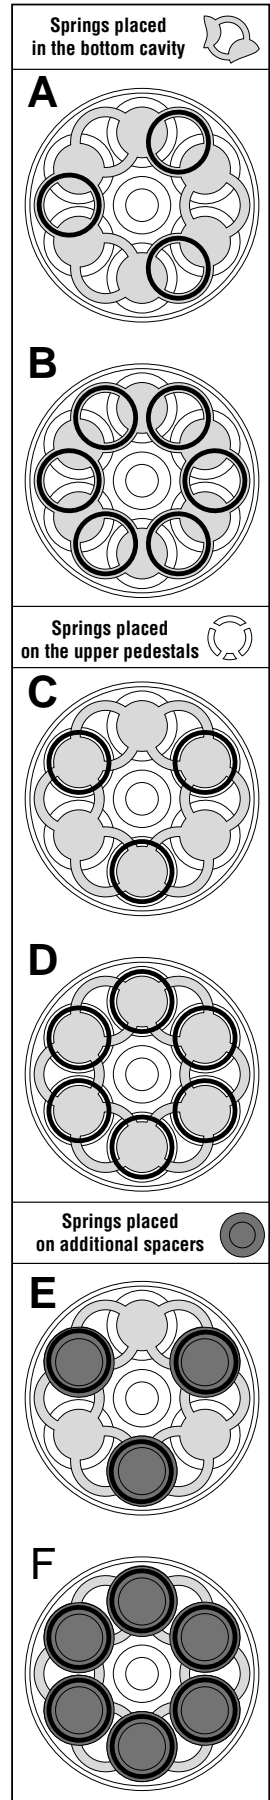 Springs placed
in the bottom cavity
A
B
Springs placed
on the upper pedestals
C
D
Springs placed
on additional spacers
E
F